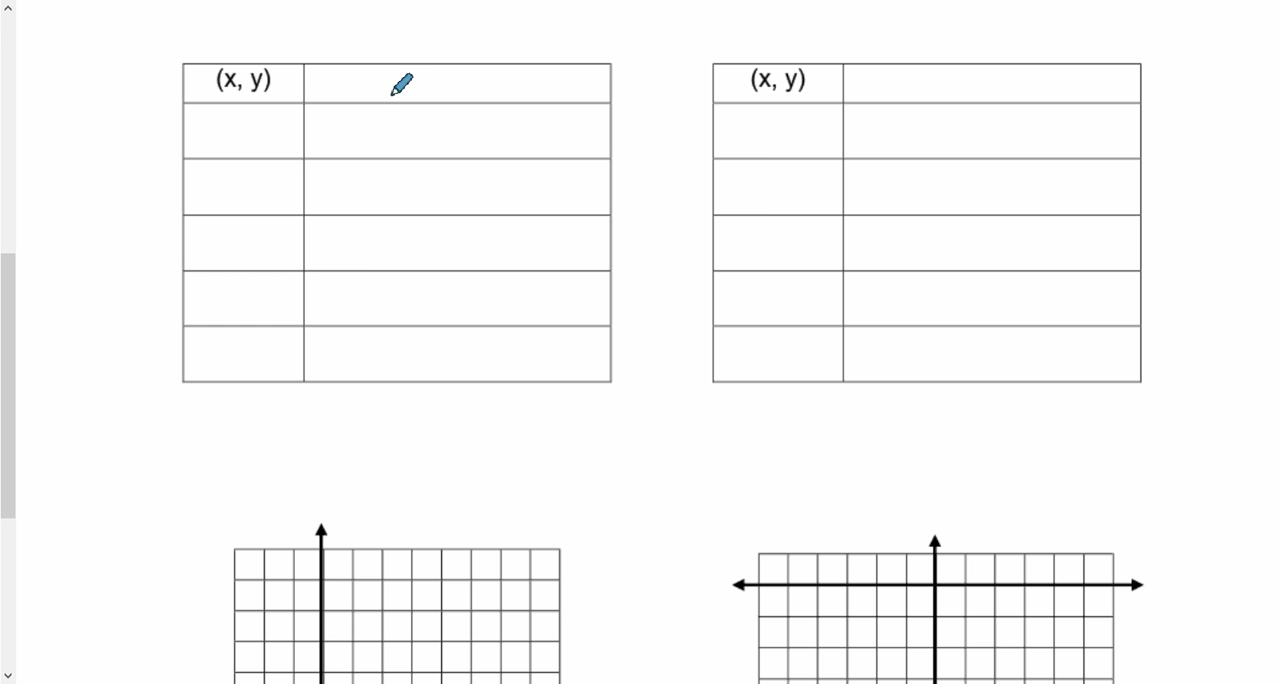 (x, y)
(x, y)